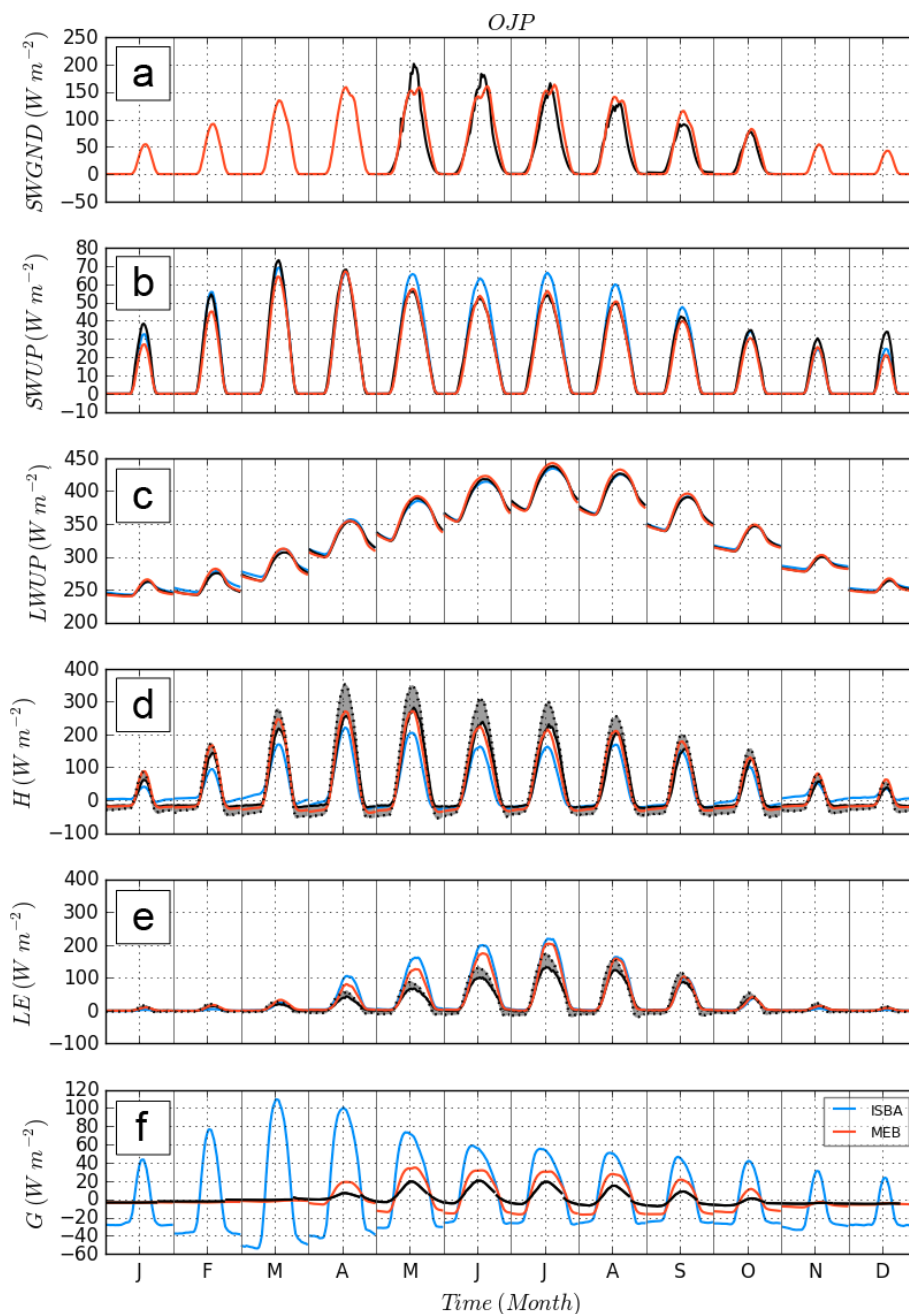 OJP
a
SWGND (W m⁻²)
250
200
150
100
50
0
−50
b
SWUP (W m⁻²)
80
70
60
50
40
30
20
10
0
−10
c
LWUP (W m⁻²)
450
400
350
300
250
200
d
H (W m⁻²)
400
300
200
100
0
−100
e
LE (W m⁻²)
400
300
200
100
0
−100
f
G (W m⁻²)
120
100
80
60
40
20
0
−20
−40
−60
ISBA
MEB
J F M A M J J A S O N D
Time (Month)